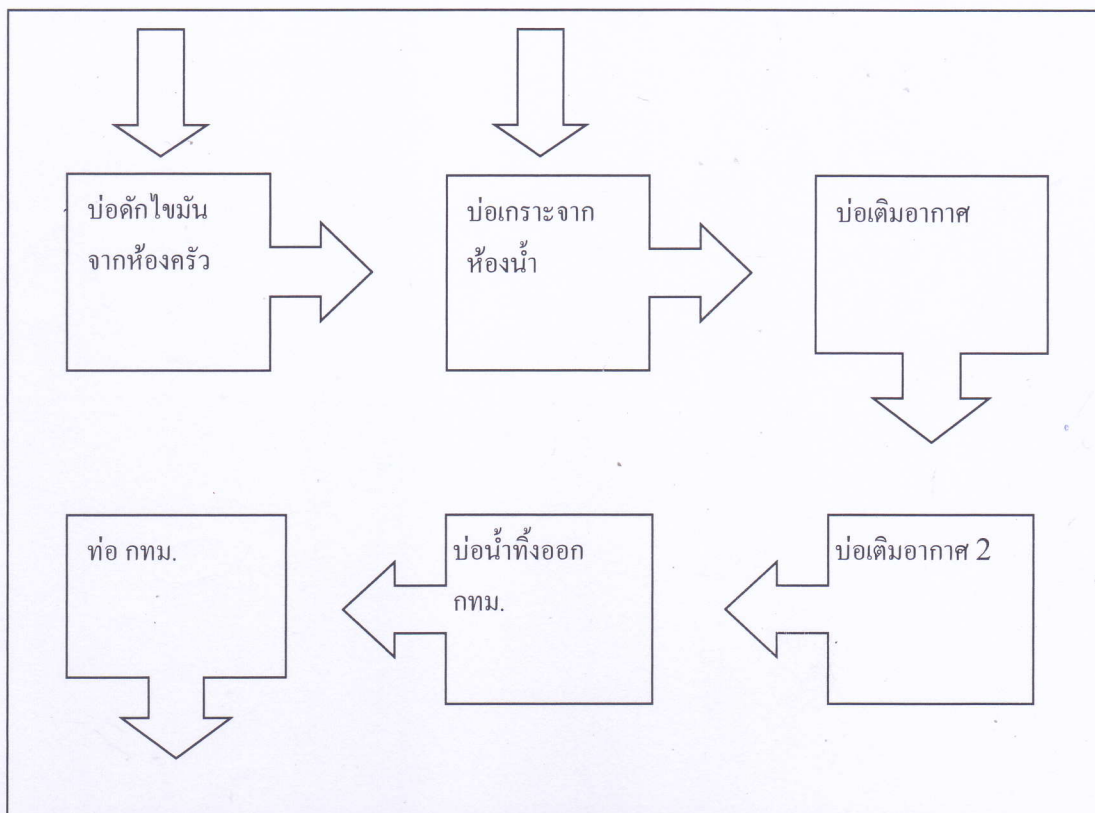 บ่อดักไขมัน
จากห้องครัว
บ่อเกราะจาก
ห้องน้ำ
บ่อเติมอากาศ
บ่อเติมอากาศ 2
บ่อน้ำทิ้งออก
กทม.
ท่อ กทม.